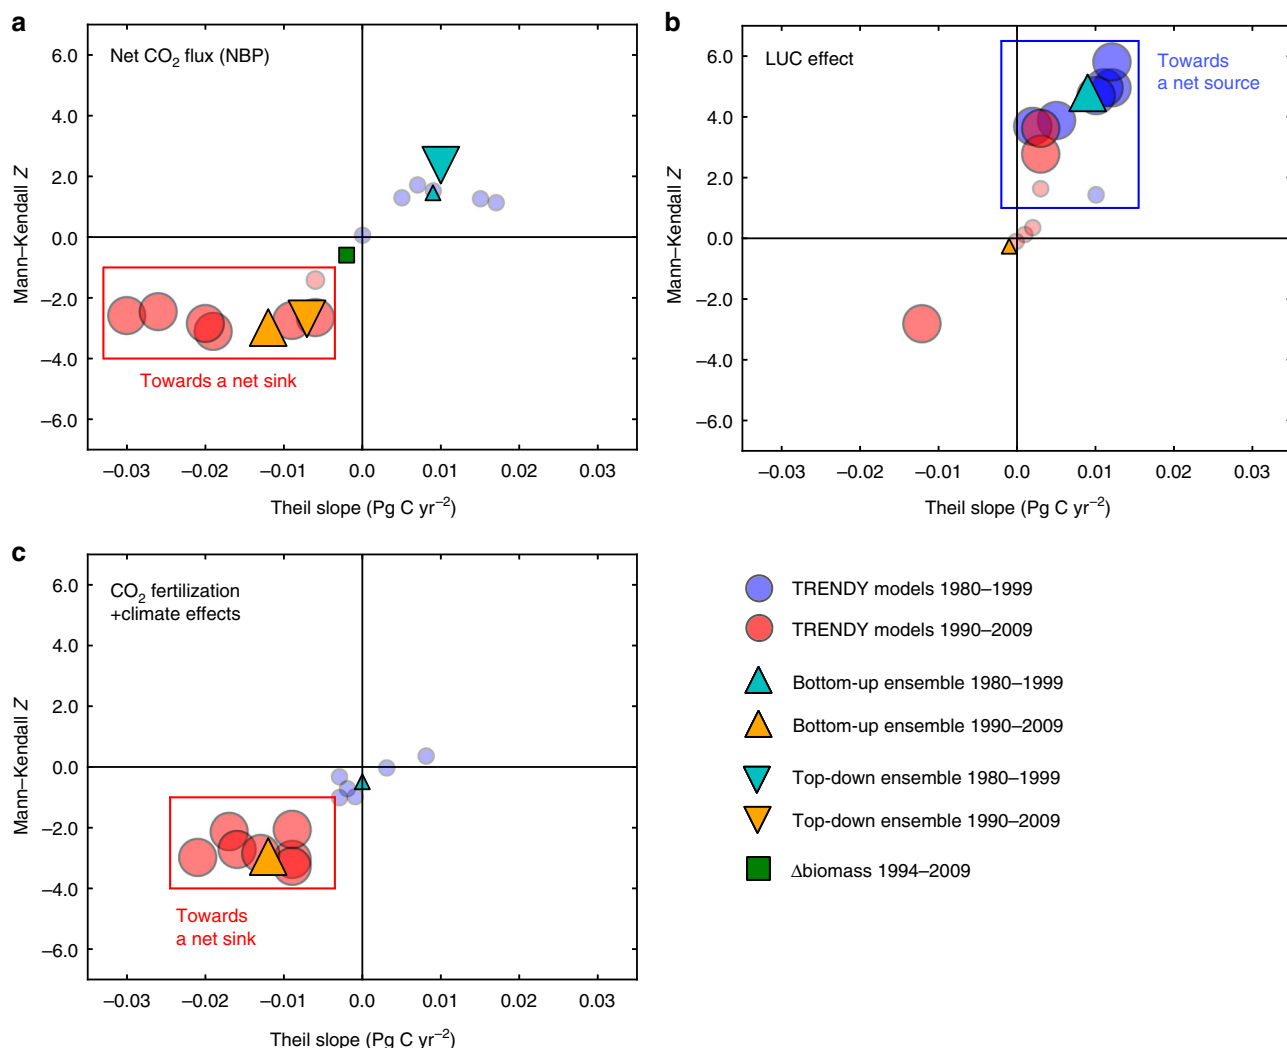 a
Net CO₂ flux (NBP)
6.0
4.0
2.0
0.0
−2.0
−4.0
−6.0
Mann–Kendall Z
Towards a net sink
−0.03 −0.02 −0.01 0.0 0.01 0.02 0.03
Theil slope (Pg C yr⁻²)
b
LUC effect
Towards
a net source
6.0
4.0
2.0
0.0
−2.0
−4.0
−6.0
Mann–Kendall Z
−0.03 −0.02 −0.01 0.0 0.01 0.02 0.03
Theil slope (Pg C yr⁻²)
c
CO₂ fertilization
+climate effects
6.0
4.0
2.0
0.0
−2.0
−4.0
−6.0
Mann–Kendall Z
Towards
a net sink
−0.03 −0.02 −0.01 0.0 0.01 0.02 0.03
Theil slope (Pg C yr⁻²)
TRENDY models 1980–1999
TRENDY models 1990–2009
Bottom-up ensemble 1980–1999
Bottom-up ensemble 1990–2009
Top-down ensemble 1980–1999
Top-down ensemble 1990–2009
Δbiomass 1994–2009